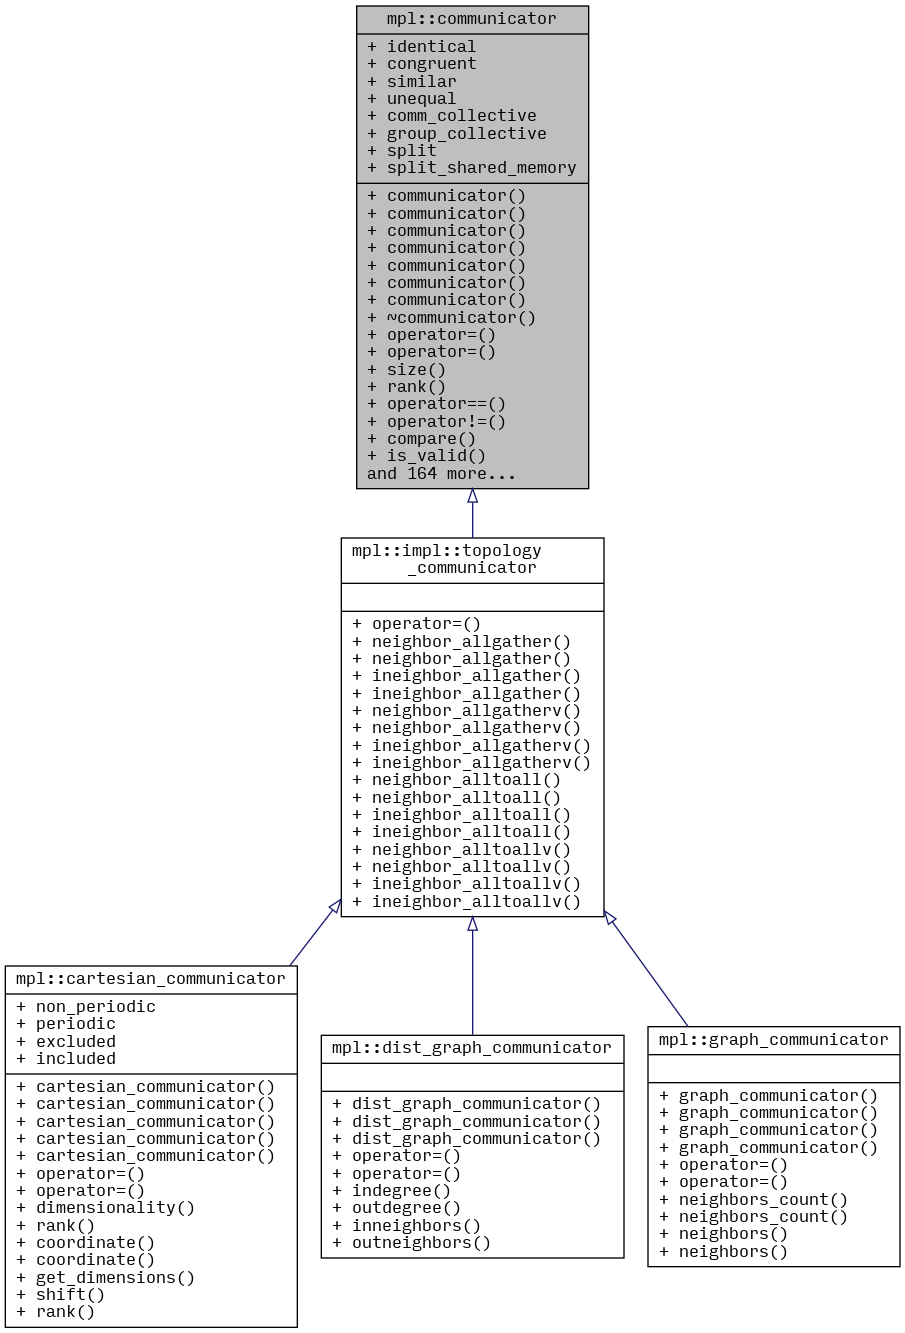 mpl::communicator
+ identical
+ congruent
+ similar
+ unequal
+ comm_collective
+ group_collective
+ split
+ split_shared_memory
+ communicator()
+ communicator()
+ communicator()
+ communicator()
+ communicator()
+ communicator()
+ communicator()
+ ~communicator()
+ operator=()
+ operator=()
+ size()
+ rank()
+ operator==()
+ operator!=()
+ compare()
+ is_valid()
and 164 more...
mpl::impl::topology
_communicator
+ operator=()
+ neighbor_allgather()
+ neighbor_allgather()
+ ineighbor_allgather()
+ ineighbor_allgather()
+ neighbor_allgatherv()
+ neighbor_allgatherv()
+ ineighbor_allgatherv()
+ ineighbor_allgatherv()
+ neighbor_alltoall()
+ neighbor_alltoall()
+ ineighbor_alltoall()
+ ineighbor_alltoall()
+ neighbor_alltoallv()
+ neighbor_alltoallv()
+ ineighbor_alltoallv()
+ ineighbor_alltoallv()
mpl::cartesian_communicator
+ non_periodic
+ periodic
+ excluded
+ included
+ cartesian_communicator()
+ cartesian_communicator()
+ cartesian_communicator()
+ cartesian_communicator()
+ cartesian_communicator()
+ operator=()
+ operator=()
+ dimensionality()
+ rank()
+ coordinate()
+ coordinate()
+ get_dimensions()
+ shift()
+ rank()
mpl::dist_graph_communicator
+ dist_graph_communicator()
+ dist_graph_communicator()
+ dist_graph_communicator()
+ operator=()
+ operator=()
+ indegree()
+ outdegree()
+ inneighbors()
+ outneighbors()
mpl::graph_communicator
+ graph_communicator()
+ graph_communicator()
+ graph_communicator()
+ graph_communicator()
+ operator=()
+ operator=()
+ neighbors_count()
+ neighbors_count()
+ neighbors()
+ neighbors()